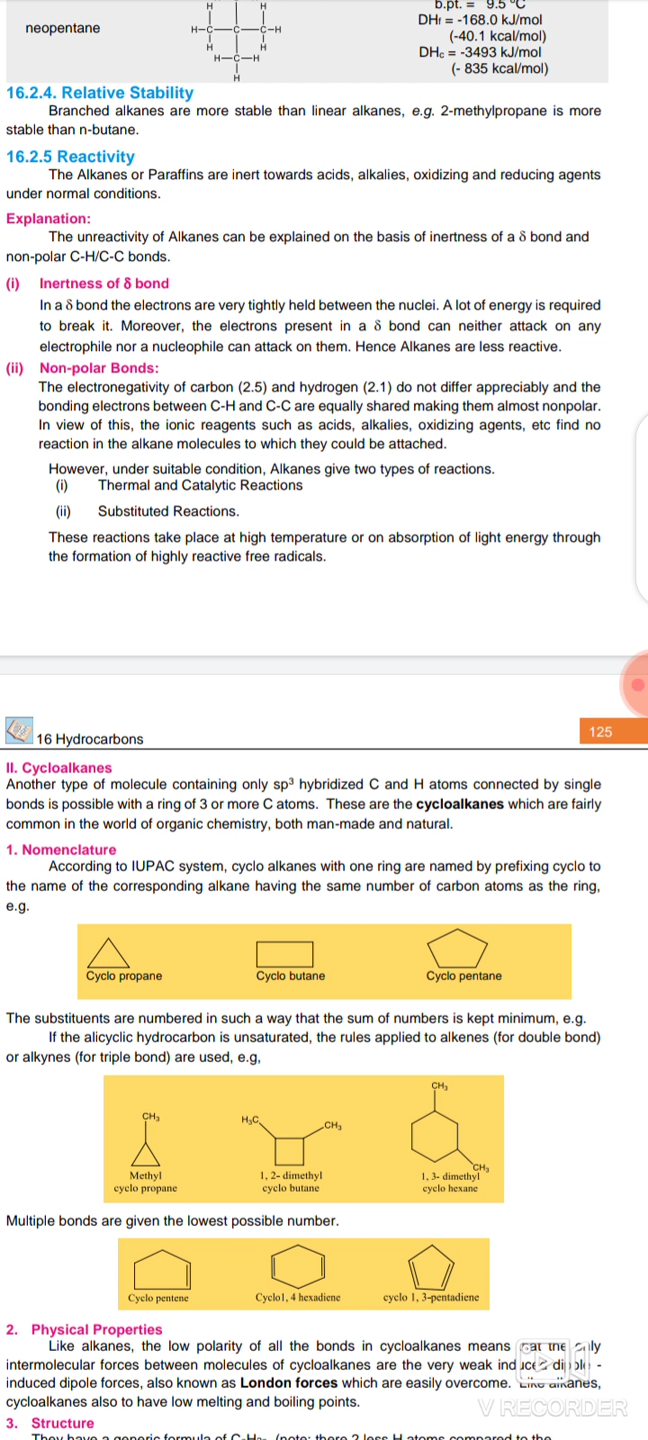 neopentane
H H
H-C-C-C-H
H H
H-C-H
H
b.pt. = 9.5 ⁰C
DHf = -168.0 kJ/mol
(-40.1 kcal/mol)
DHc = -3493 kJ/mol
(- 835 kcal/mol)
16.2.4. Relative Stability
Branched alkanes are more stable than linear alkanes, e.g. 2-methylpropane is more
stable than n-butane.
16.2.5 Reactivity
The Alkanes or Paraffins are inert towards acids, alkalies, oxidizing and reducing agents
under normal conditions.
Explanation:
The unreactivity of Alkanes can be explained on the basis of inertness of a δ bond and
non-polar C-H/C-C bonds.
(i) Inertness of δ bond
In a δ bond the electrons are very tightly held between the nuclei. A lot of energy is required
to break it. Moreover, the electrons present in a δ bond can neither attack on any
electrophile nor a nucleophile can attack on them. Hence Alkanes are less reactive.
(ii) Non-polar Bonds:
The electronegativity of carbon (2.5) and hydrogen (2.1) do not differ appreciably and the
bonding electrons between C-H and C-C are equally shared making them almost nonpolar.
In view of this, the ionic reagents such as acids, alkalies, oxidizing agents, etc find no
reaction in the alkane molecules to which they could be attached.
However, under suitable condition, Alkanes give two types of reactions.
(i) Thermal and Catalytic Reactions
(ii) Substituted Reactions.
These reactions take place at high temperature or on absorption of light energy through
the formation of highly reactive free radicals.
16 Hydrocarbons
125
II. Cycloalkanes
Another type of molecule containing only sp³ hybridized C and H atoms connected by single
bonds is possible with a ring of 3 or more C atoms. These are the cycloalkanes which are fairly
common in the world of organic chemistry, both man-made and natural.
1. Nomenclature
According to IUPAC system, cyclo alkanes with one ring are named by prefixing cyclo to
the name of the corresponding alkane having the same number of carbon atoms as the ring,
e.g.
Cyclo propane Cyclo butane Cyclo pentane
The substituents are numbered in such a way that the sum of numbers is kept minimum, e.g.
If the alicyclic hydrocarbon is unsaturated, the rules applied to alkenes (for double bond)
or alkynes (for triple bond) are used, e.g,
CH₃
CH₃ H₃C CH₃
CH₃
Methyl 1, 2- dimethyl 1, 3- dimethyl
cyclo propane cyclo butane cyclo hexane
Multiple bonds are given the lowest possible number.
Cyclo pentene Cyclo1, 4 hexadiene cyclo 1, 3-pentadiene
2. Physical Properties
Like alkanes, the low polarity of all the bonds in cycloalkanes means that the only
intermolecular forces between molecules of cycloalkanes are the very weak induced dipole -
induced dipole forces, also known as London forces which are easily overcome. Like alkanes,
cycloalkanes also to have low melting and boiling points.
V RECORDER
3. Structure
They have a generic formula of C-H₂- (note: there 2 less H atoms compared to the